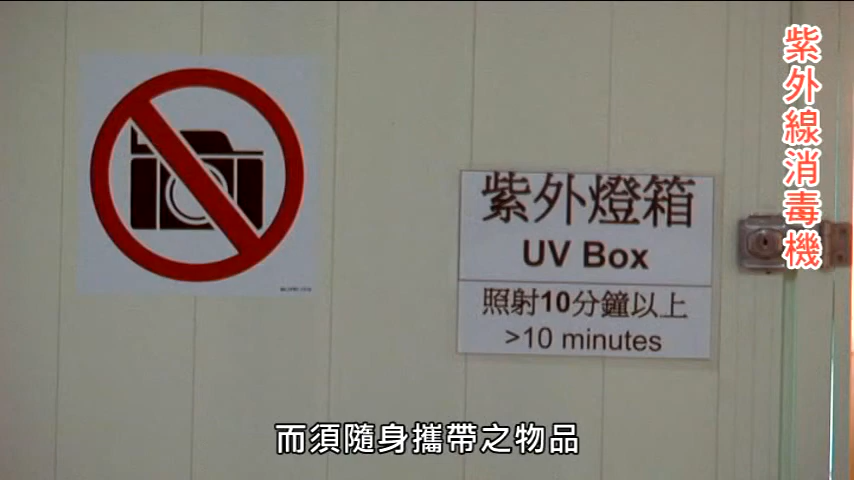 紫外線消毒機
紫外燈箱
UV Box
照射10分鐘以上
>10 minutes
而須隨身攜帶之物品